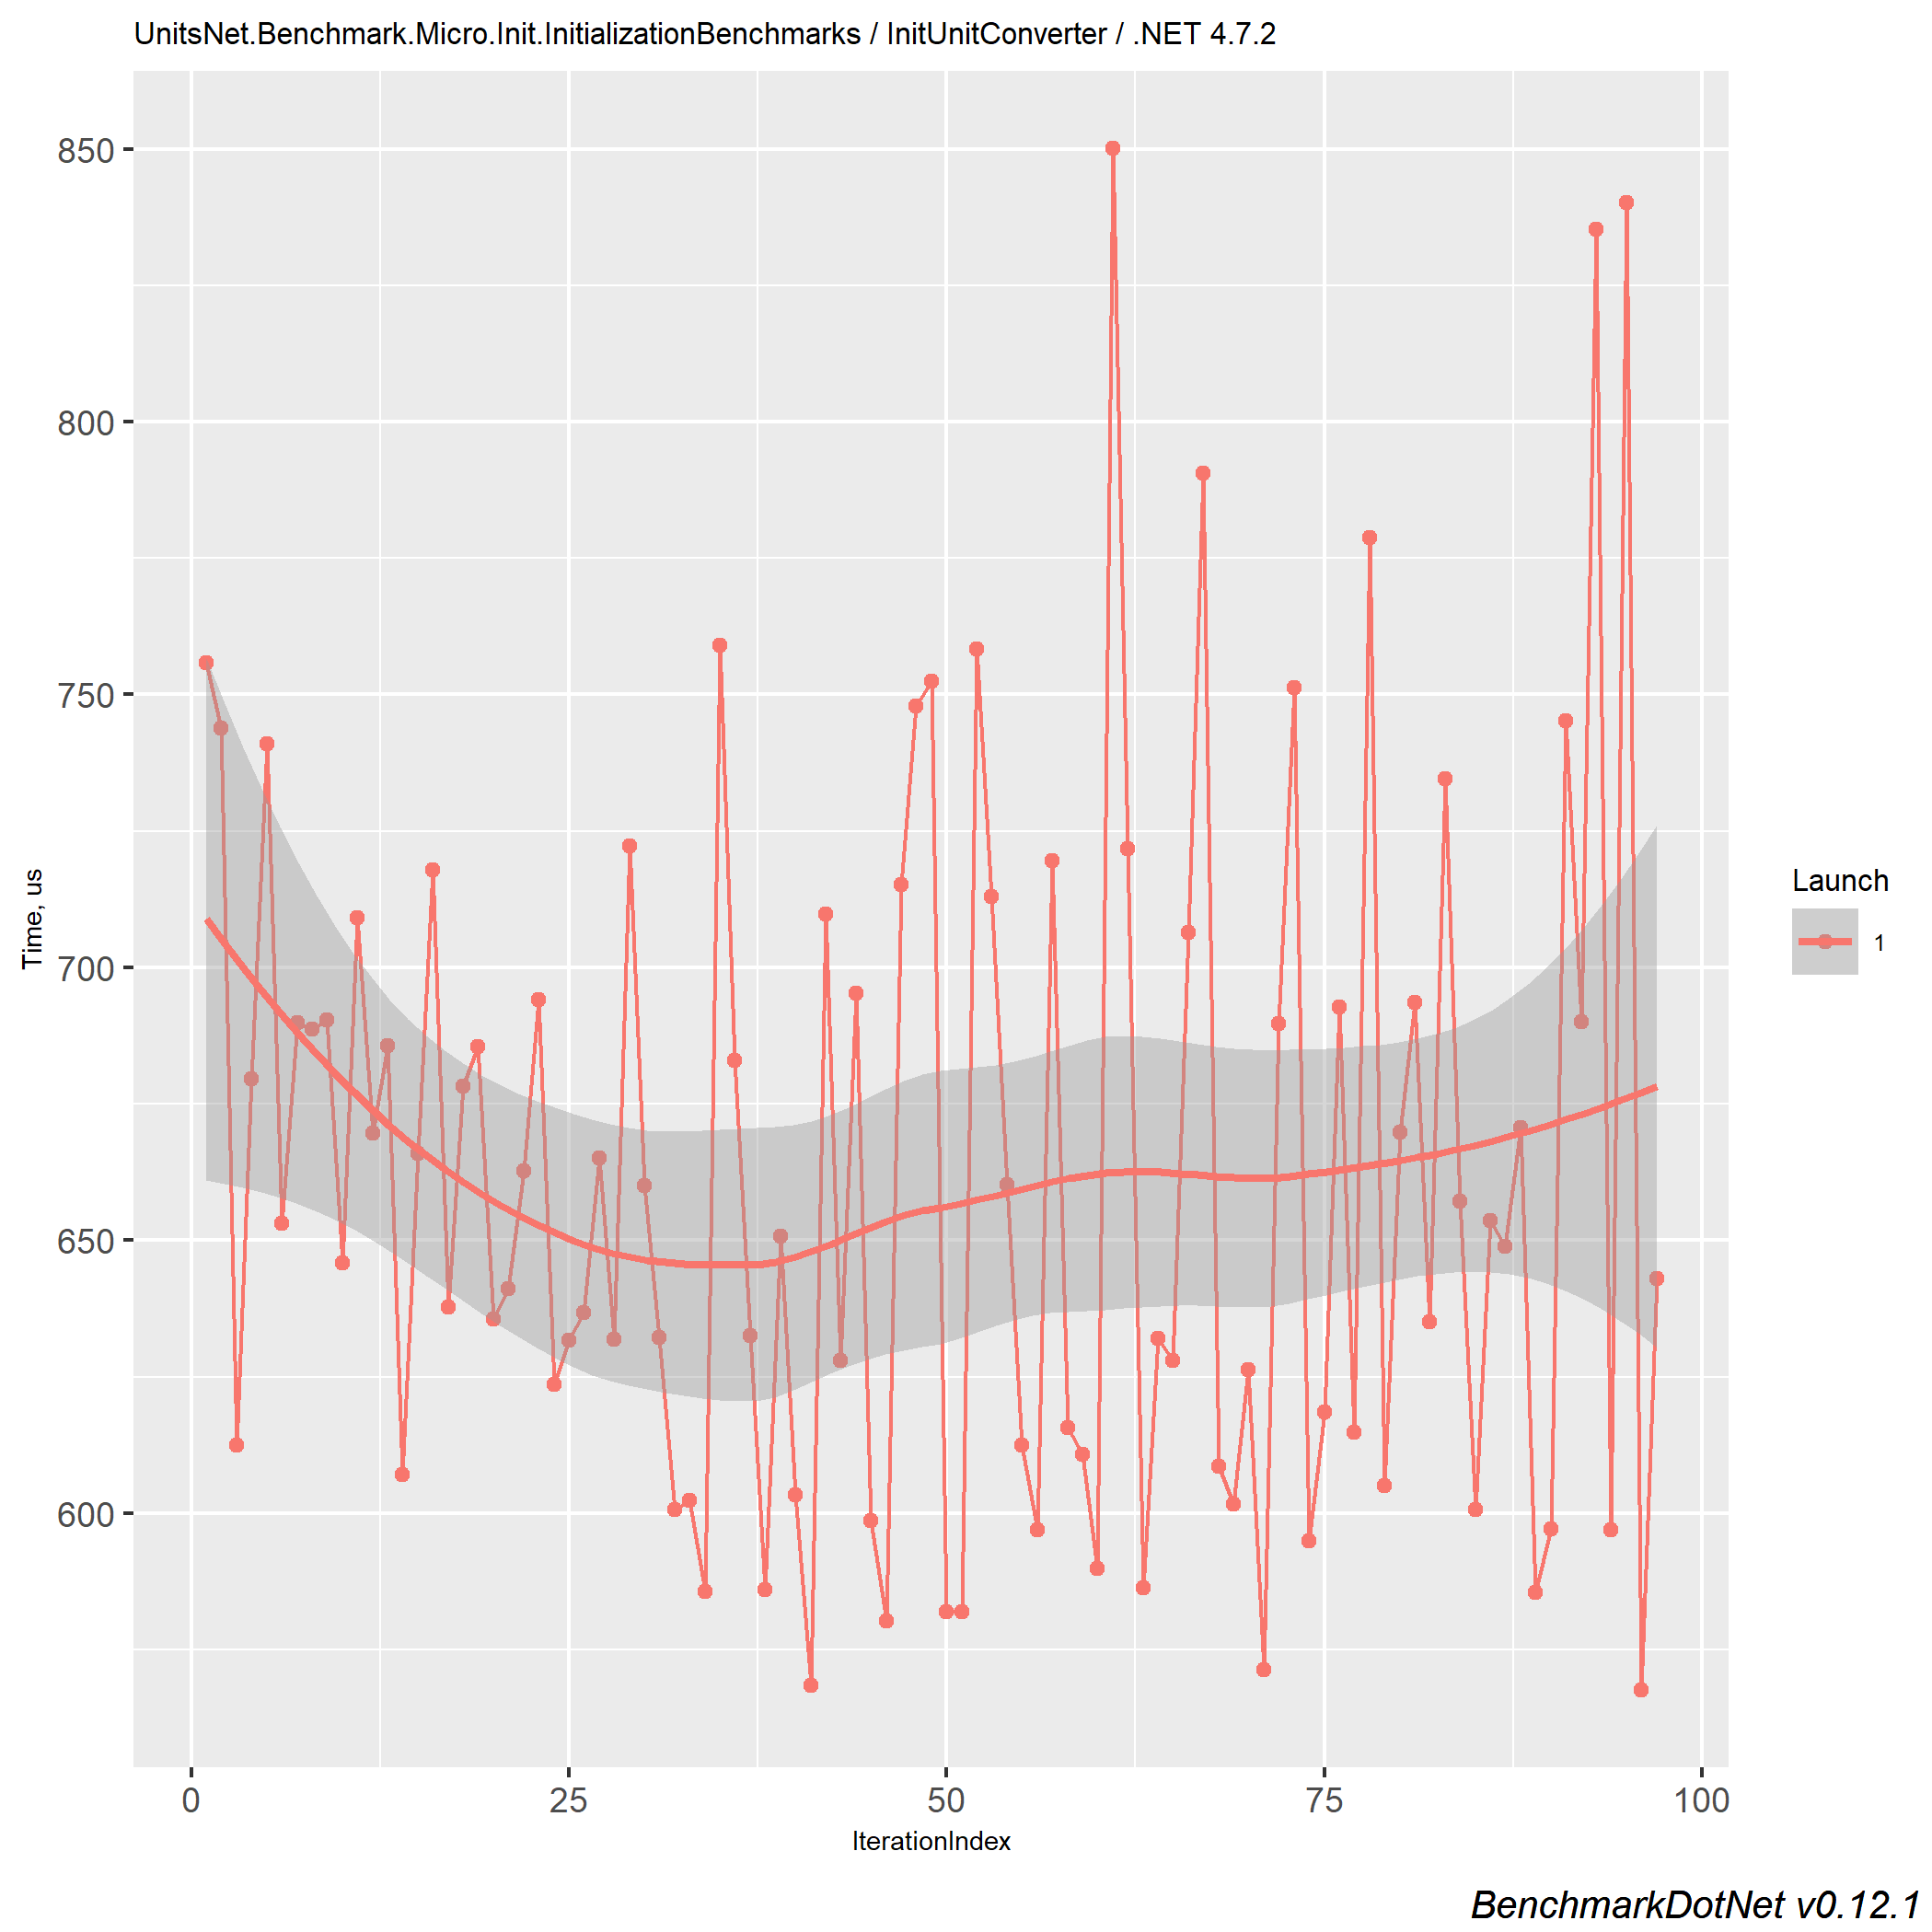 UnitsNet.Benchmark.Micro.Init.InitializationBenchmarks / InitUnitConverter / .NET 4.7.2
850
800
750
700
650
600
Time, us
0 25 50 75 100
IterationIndex
Launch
1
BenchmarkDotNet v0.12.1